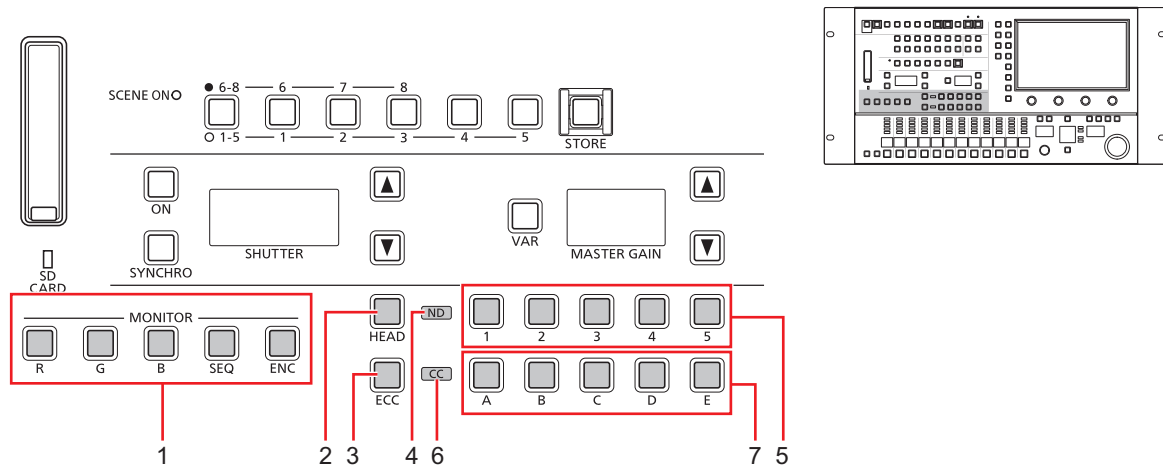 ● 6-8 6 7 8
SCENE ON
1-5 1 2 3 4 5
STORE
ON
SYNCHRO
SHUTTER
VAR
MASTER GAIN
SD
CARD
MONITOR
R G B SEQ ENC
HEAD
ND
1 2 3 4 5
ECC
CC
A B C D E
1 2 3 4 6 7 5